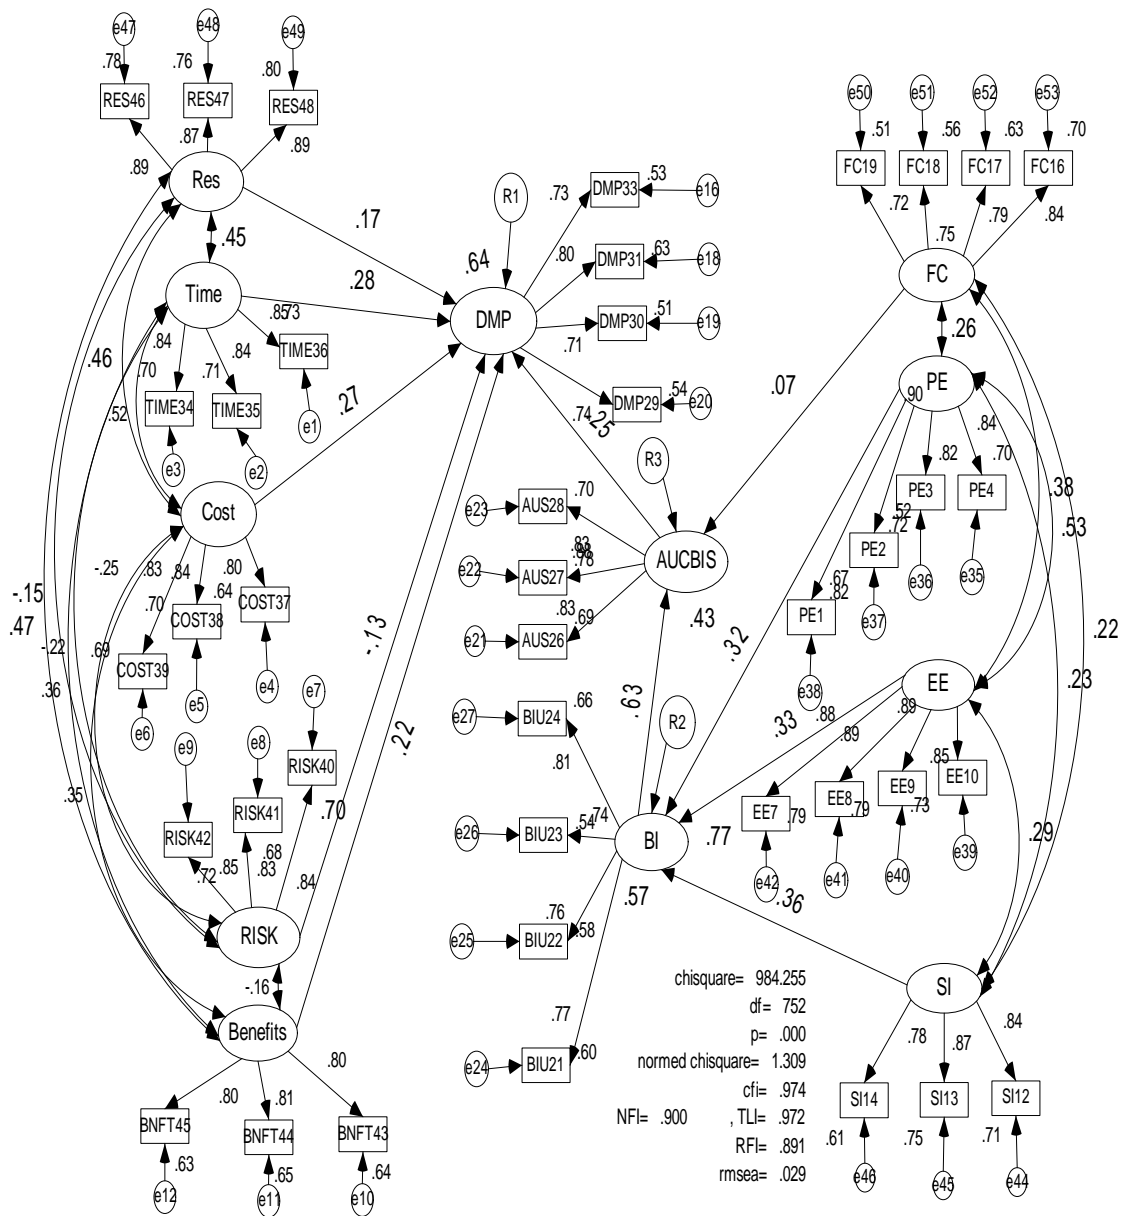 e47
e48
e49
.78
.76
.80
RES46
RES47
RES48
.89
.87
.89
Res
.45
Time
.17
.28
.84
.70
.84
.71
.85
.73
TIME34
TIME35
TIME36
e3
e2
e1
.46
.52
Cost
.27
-.25
.83
.84
.80
.70
.64
COST39
COST38
COST37
e6
e5
e4
-.15
.47
-.22
.69
.36
.35
e9
e8
e7
RISK42
RISK41
RISK40
.72
.85
.68
.83
.70
.84
RISK
-.16
Benefits
-.13
.22
.80
.81
.80
BNFT45
BNFT44
BNFT43
.63
.65
.64
e12
e11
e10
R1
.64
DMP
.73
DMP33
.53
e16
.80
DMP31
.63
e18
.71
DMP30
.51
e19
.74
DMP29
.54
e20
.25
R3
AUCBIS
.43
e23
AUS28
.70
e22
AUS27
.83
.78
e21
AUS26
.83
.69
.63
R2
BI
.57
.77
e27
BIU24
.66
.81
e26
BIU23
.54
.74
e25
BIU22
.76
.58
e24
BIU21
.77
.60
e50
e51
e52
e53
.51
.56
.63
.70
FC19
FC18
FC17
FC16
.72
.75
.79
.84
FC
.26
.07
PE
.90
.82
.84
.70
PE3
PE4
.52
.72
PE2
.67
.82
PE1
e38
e37
e36
e35
.38
.53
.22
.23
.32
EE
.33
.88
.89
.89
.85
EE7
EE8
EE9
EE10
.79
.79
.73
e42
e41
e40
e39
.29
.36
SI
.78
.87
.84
SI14
SI13
SI12
.61
.75
.71
e46
e45
e44
chisquare= 984.255
df= 752
p= .000
normed chisquare= 1.309
cfi= .974
NFI= .900 , TLI= .972
RFI= .891
rmsea= .029